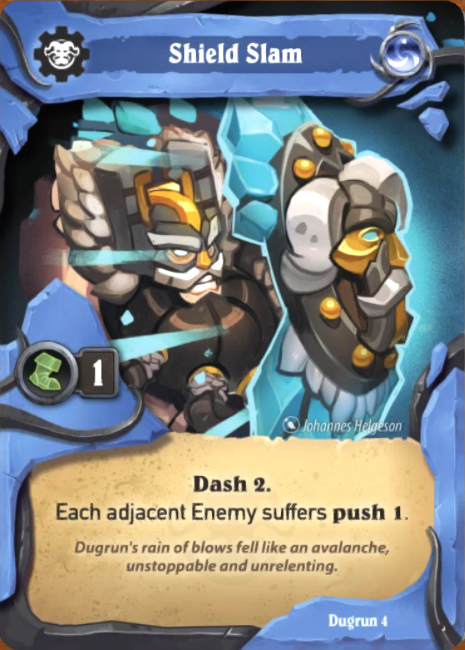 Shield Slam
1
Johannes Helgeson
Dash 2.
Each adjacent Enemy suffers push 1.
Dugrun's rain of blows fell like an avalanche,
unstoppable and unrelenting.
Dugrun 4